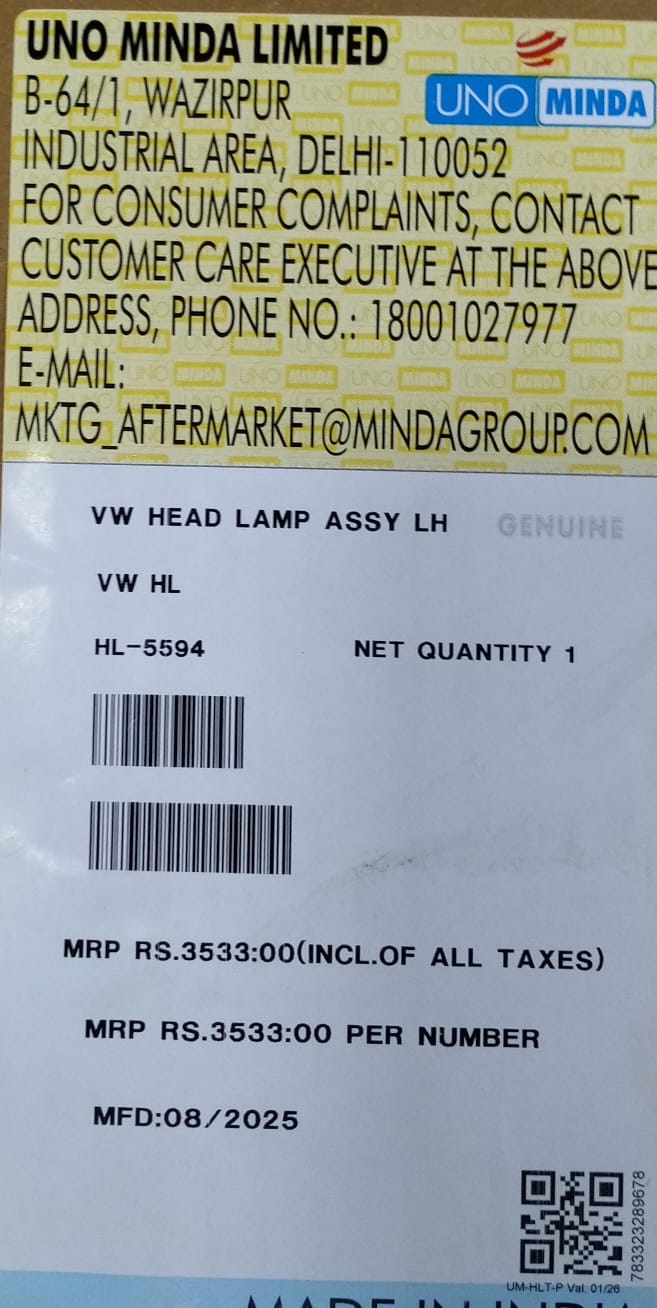 UNO MINDA LIMITED
UNO MINDA
B-64/1, WAZIRPUR
INDUSTRIAL AREA, DELHI-110052
FOR CONSUMER COMPLAINTS, CONTACT
CUSTOMER CARE EXECUTIVE AT THE ABOVE
ADDRESS, PHONE NO.: 18001027977
E-MAIL:
MKTG_AFTERMARKET@MINDAGROUP.COM
VW HEAD LAMP ASSY LH GENUINE
VW HL
HL-5594 NET QUANTITY 1
MRP RS.3533:00(INCL.OF ALL TAXES)
MRP RS.3533:00 PER NUMBER
MFD:08/2025
7833233289678
UM-HLT-P Val. 01/26
MADE IN